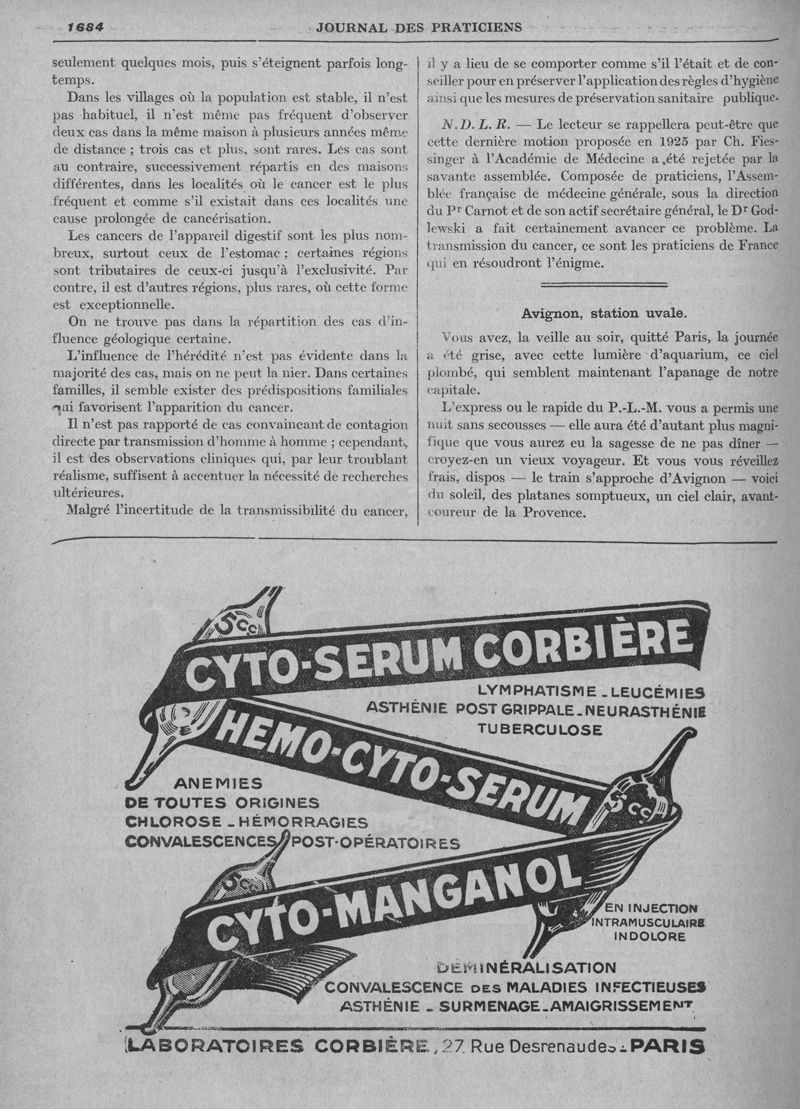 1684
JOURNAL DES PRATICIENS
seulement quelques mois, puis s'éteignent parfois long-
temps.
Dans les villages où la population est stable, il n'est
pas habituel, il n'est même pas fréquent d'observer
deux cas dans la même maison à plusieurs années même
de distance ; trois cas et plus, sont rares. Les cas sont
au contraire, successivement répartis en des maisons
différentes, dans les localités où le cancer est le plus
fréquent et comme s'il existait dans ces localités une
cause prolongée de cancérisation.
Les cancers de l'appareil digestif sont les plus nom-
breux, surtout ceux de l'estomac : certaines régions
sont tributaires de ceux-ci jusqu'à l'exclusivité. Par
contre, il est d'autres régions, plus rares, où cette forme
est exceptionnelle.
On ne trouve pas dans la répartition des cas d'in-
fluence géologique certaine.
L'influence de l'hérédité n'est pas évidente dans la
majorité des cas, mais on ne peut la nier. Dans certaines
familles, il semble exister des prédispositions familiales
qui favorisent l'apparition du cancer.
Il n'est pas rapporté de cas convaincant de contagion
directe par transmission d'homme à homme ; cependant,
il est des observations cliniques qui, par leur troublant
réalisme, suffisent à accentuer la nécessité de recherches
ultérieures.
Malgré l'incertitude de la transmissibilité du cancer,
il y a lieu de se comporter comme s'il l'était et de con-
seiller pour en préserver l'application des règles d'hygiène
ainsi que les mesures de préservation sanitaire publique.
N. D. L. R. — Le lecteur se rappellera peut-être que
cette dernière motion proposée en 1925 par Ch. Fies-
singer à l'Académie de Médecine a été rejetée par la
savante assemblée. Composée de praticiens, l'Assem-
blée française de médecine générale, sous la direction
du Pr Carnot et de son actif secrétaire général, le Dr God-
lewski a fait certainement avancer ce problème. La
transmission du cancer, ce sont les praticiens de France
qui en résoudront l'énigme.
Avignon, station uvale.
Vous avez, la veille au soir, quitté Paris, la journée
a été grise, avec cette lumière d'aquarium, ce ciel
plombé, qui semblent maintenant l'apanage de notre
capitale.
L'express ou le rapide du P.-L.-M. vous a permis une
nuit sans secousses — elle aura été d'autant plus magni-
fique que vous aurez eu la sagesse de ne pas dîner —
croyez-en un vieux voyageur. Et vous vous réveillez
frais, dispos — le train s'approche d'Avignon — voici
du soleil, des platanes somptueux, un ciel clair, avant-
coureur de la Provence.
5cc
CYTO-SERUM CORBIÈRE
LYMPHATISME - LEUCÉMIES
ASTHÉNIE POST GRIPPALE - NEURASTHÉNIE
TUBERCULOSE
HEMO-CYTO-SERUM
5cc
ANEMIES
DE TOUTES ORIGINES
CHLOROSE - HÉMORRAGIES
CONVALESCENCES POST-OPÉRATOIRES
5cc
CYTO-MANGANOL
EN INJECTION
INTRAMUSCULAIRE
INDOLORE
DÉMINÉRALISATION
CONVALESCENCE DES MALADIES INFECTIEUSES
ASTHÉNIE - SURMENAGE - AMAIGRISSEMENT
LABORATOIRES CORBIÈRE, 27. Rue Desrenaudes - PARIS